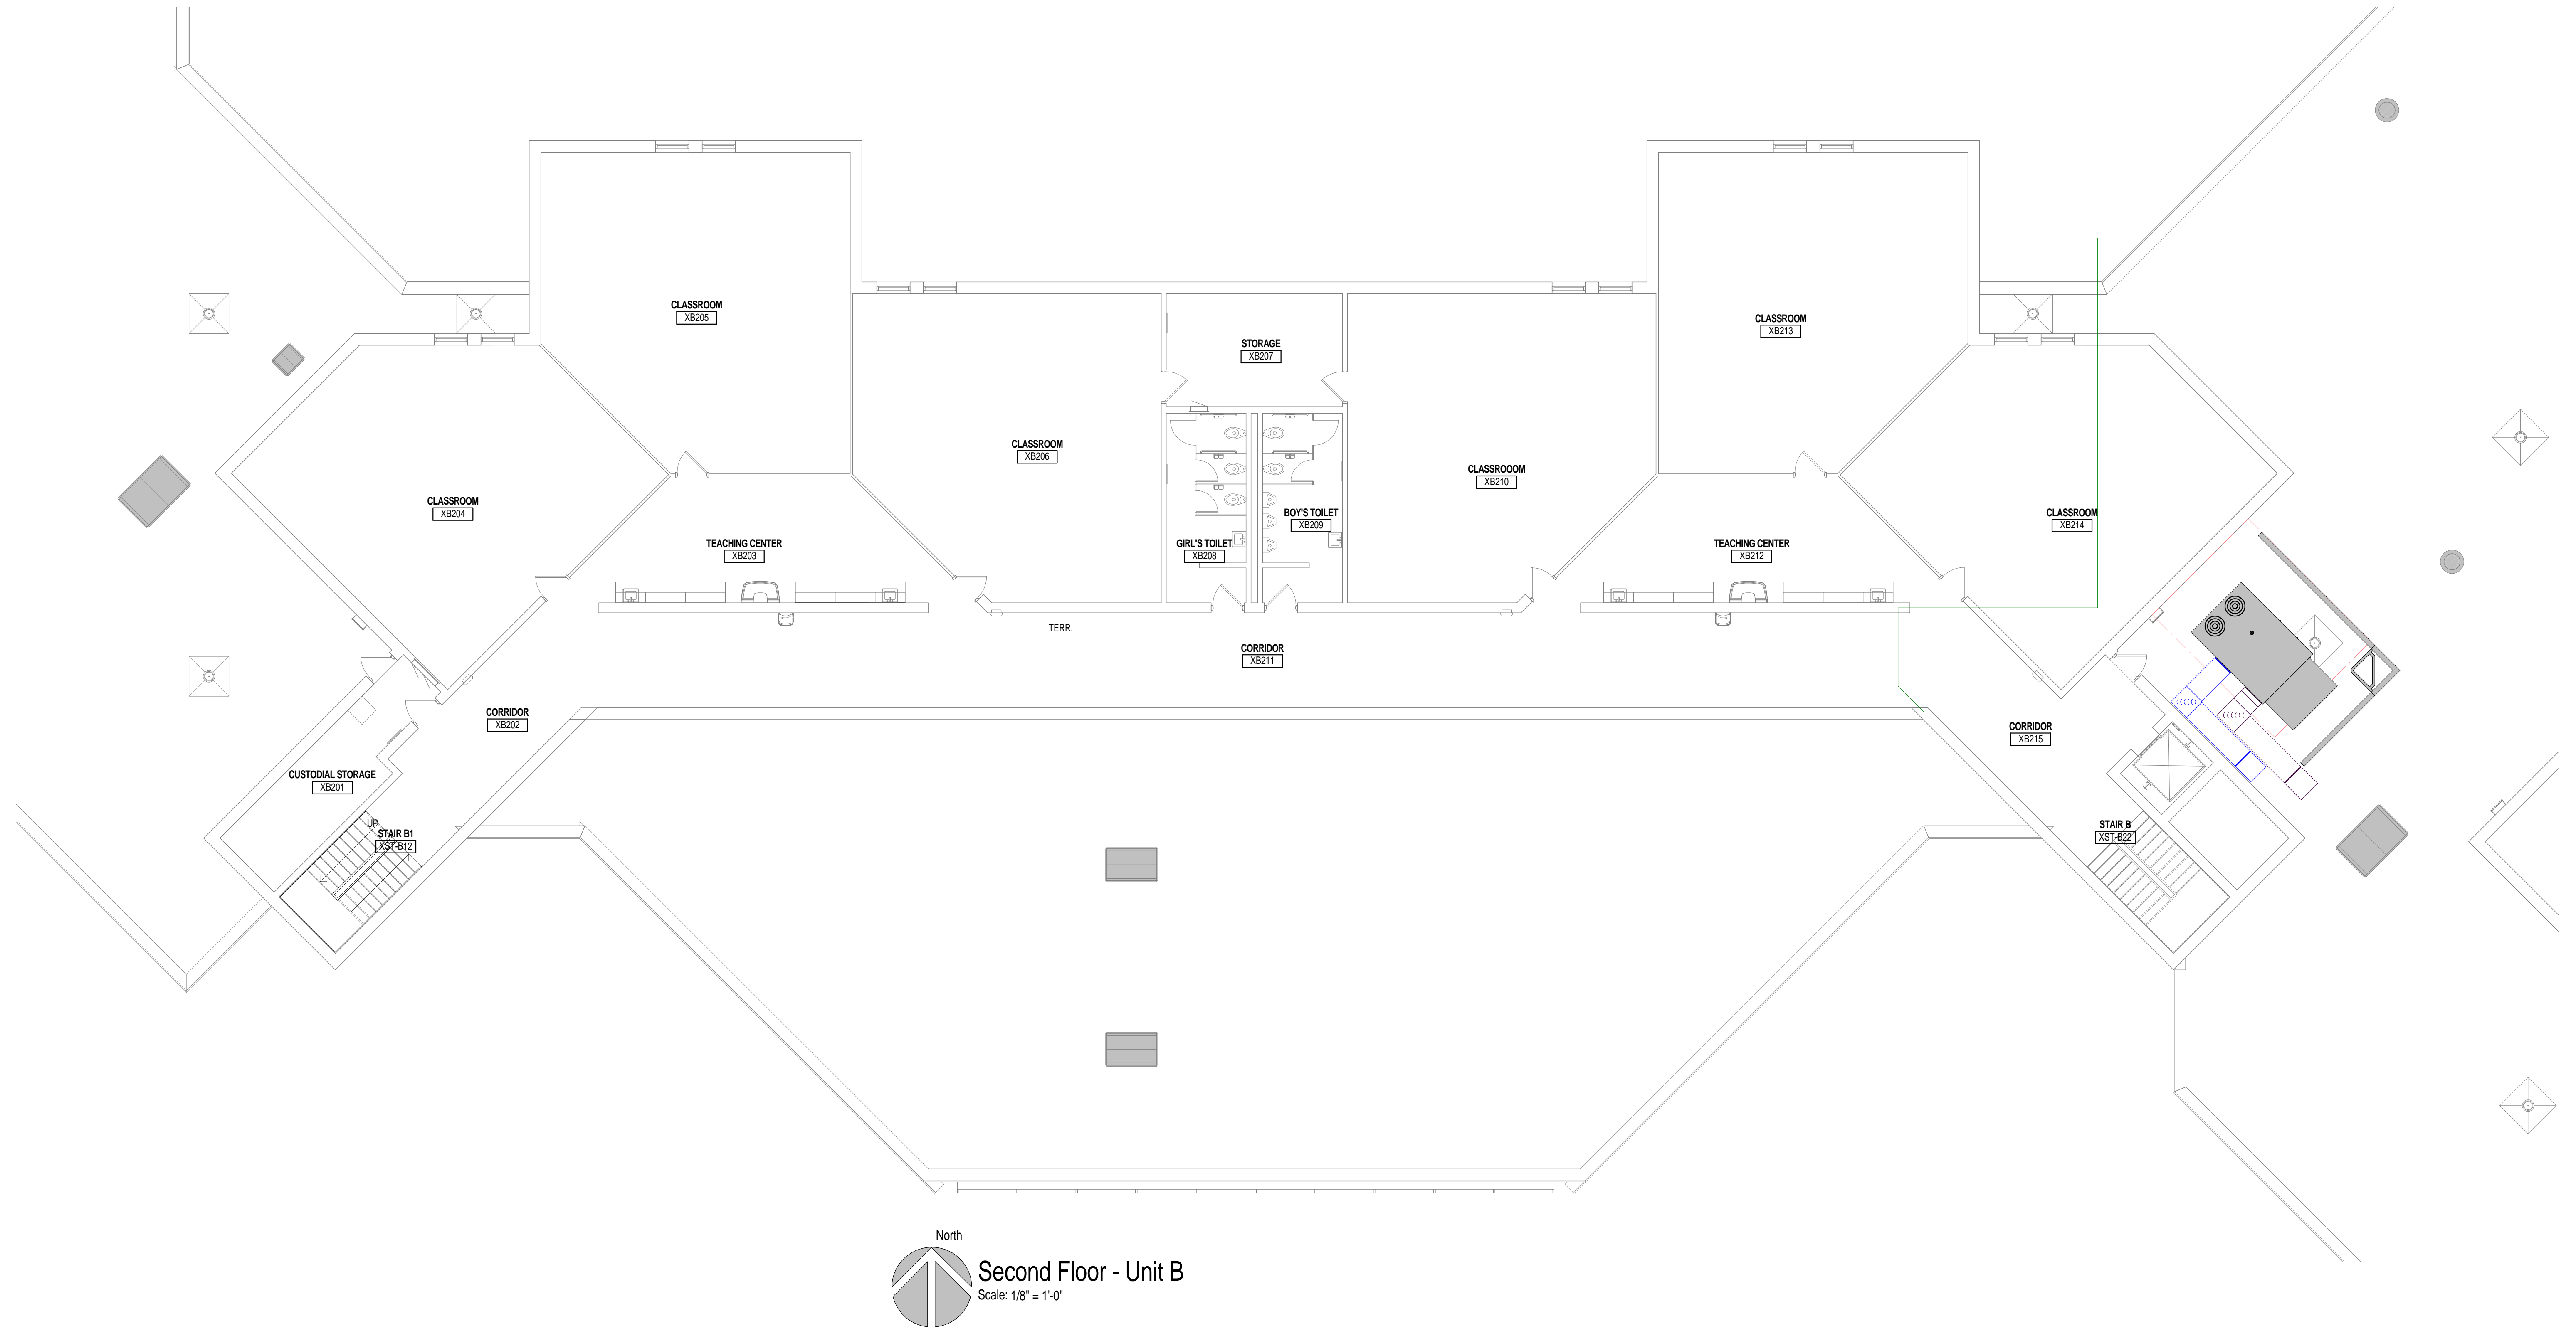 CLASSROOM
XB205
CLASSROOM
XB213
STORAGE
XB207
CLASSROOM
XB206
CLASSROOOM
XB210
CLASSROOM
XB204
CLASSROOM
XB214
TEACHING CENTER
XB203
GIRL'S TOILET
XB208
BOY'S TOILET
XB209
TEACHING CENTER
XB212
TERR.
CORRIDOR
XB211
CORRIDOR
XB202
CORRIDOR
XB215
CUSTODIAL STORAGE
XB201
UP
STAIR B1
XST-B12
STAIR B
XST-B22
North
Second Floor - Unit B
Scale: 1/8" = 1'-0"